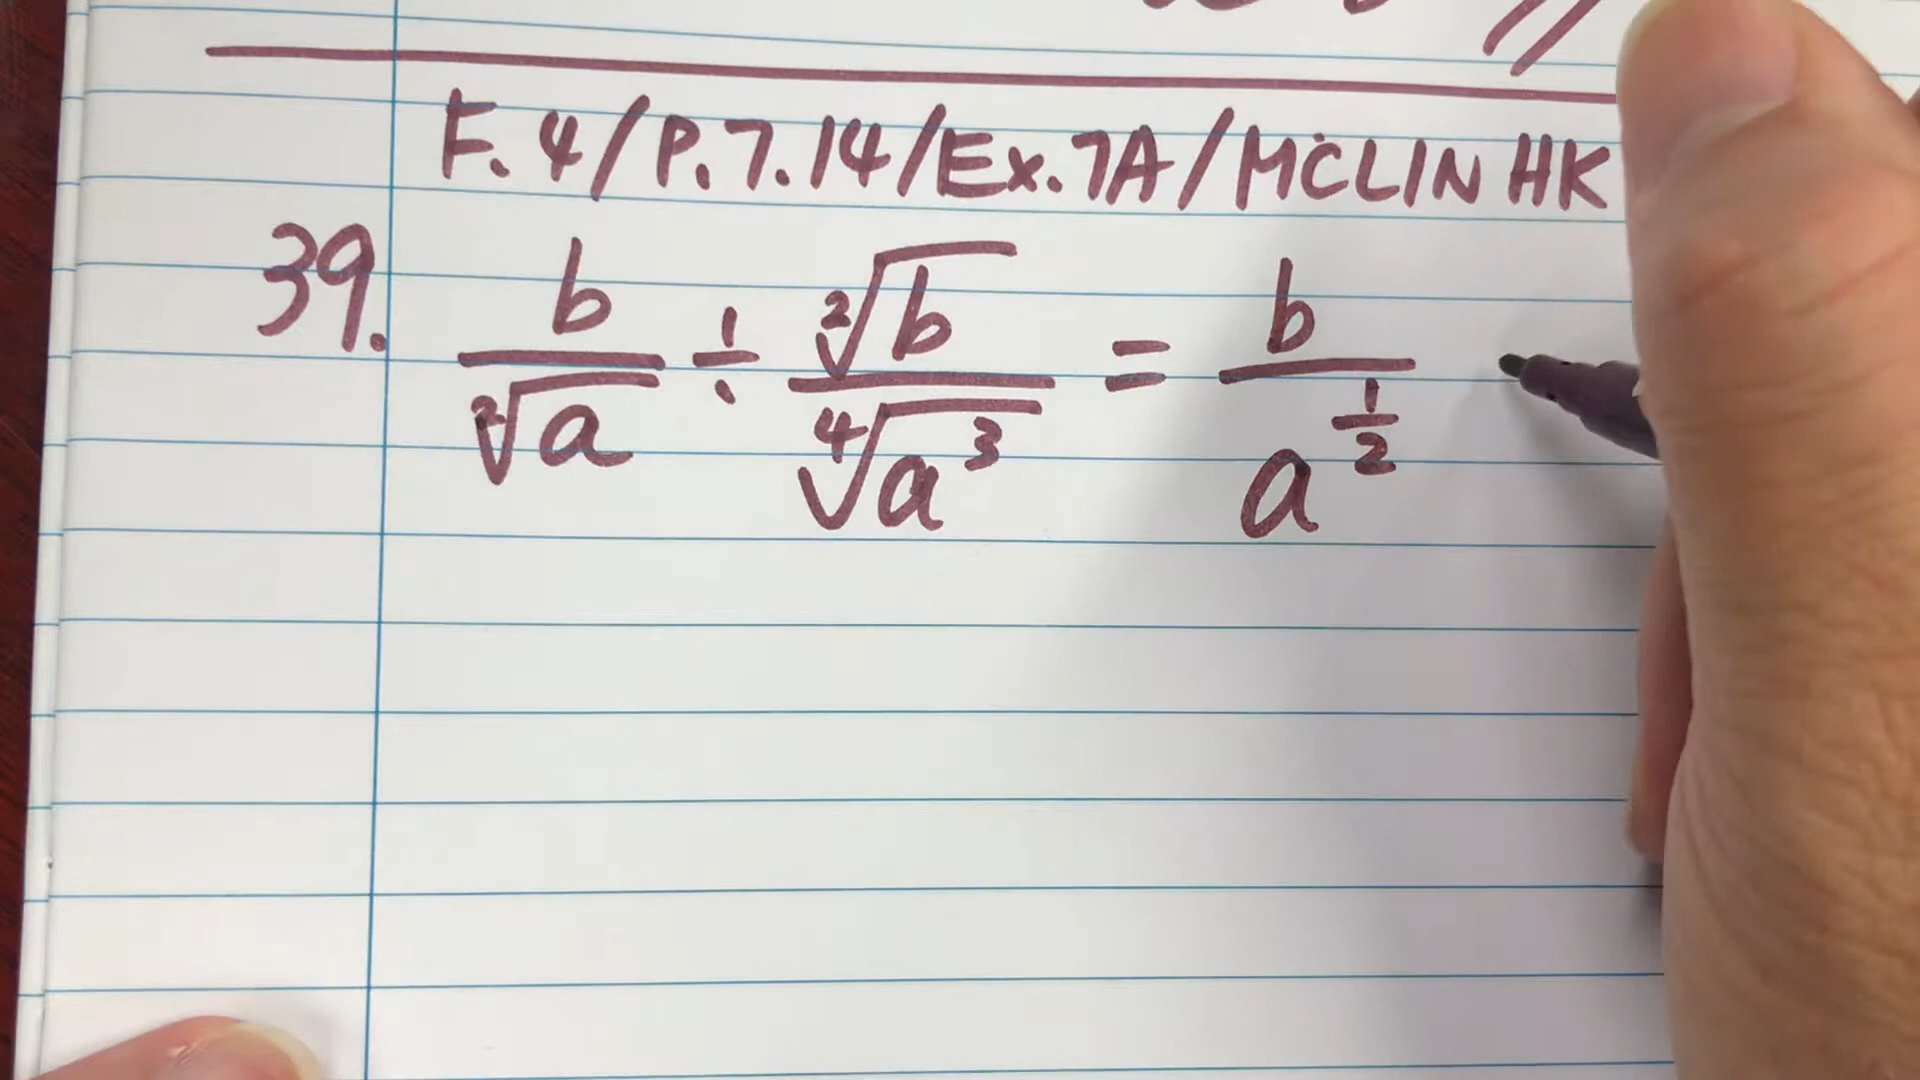 F.4/P.7.14/Ex.7A/MCLIN HK
39. b/²√a ÷ ²√b/⁴√a³ = b/a^(1/2)